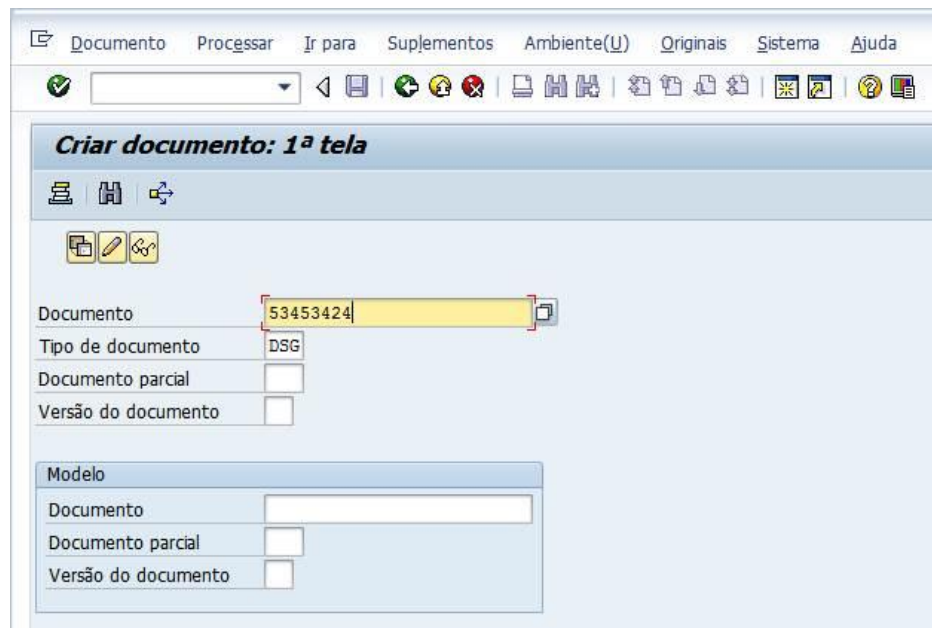 Documento Processar Ir para Suplementos Ambiente(U) Originais Sistema Ajuda
Criar documento: 1ª tela
Documento 53453424
Tipo de documento DSG
Documento parcial
Versão do documento
Modelo
Documento
Documento parcial
Versão do documento